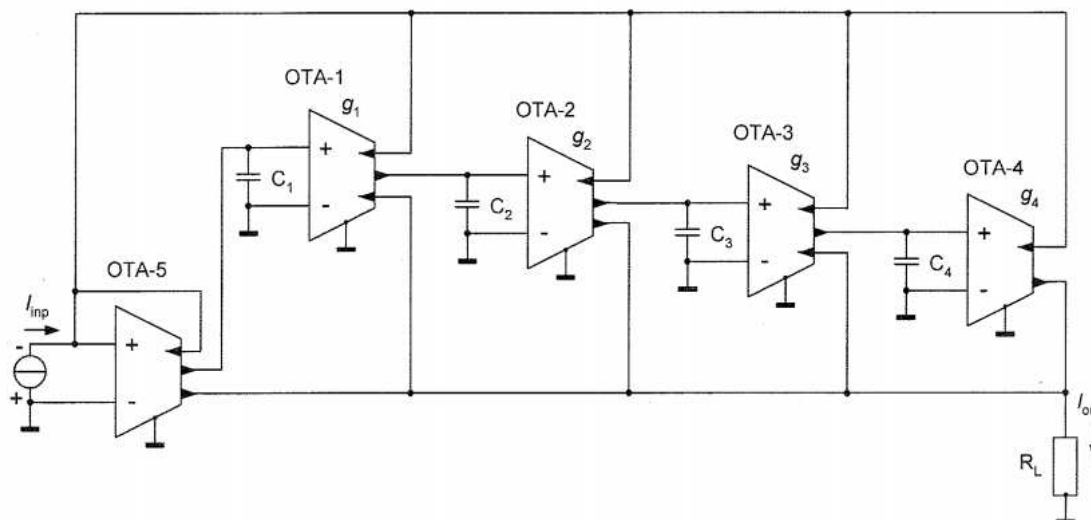 OTA-1
g1
OTA-2
g2
OTA-3
g3
OTA-4
g4
C1
C2
C3
C4
OTA-5
Iinp
-
+
+
-
+
-
+
-
+
-
+
-
RL